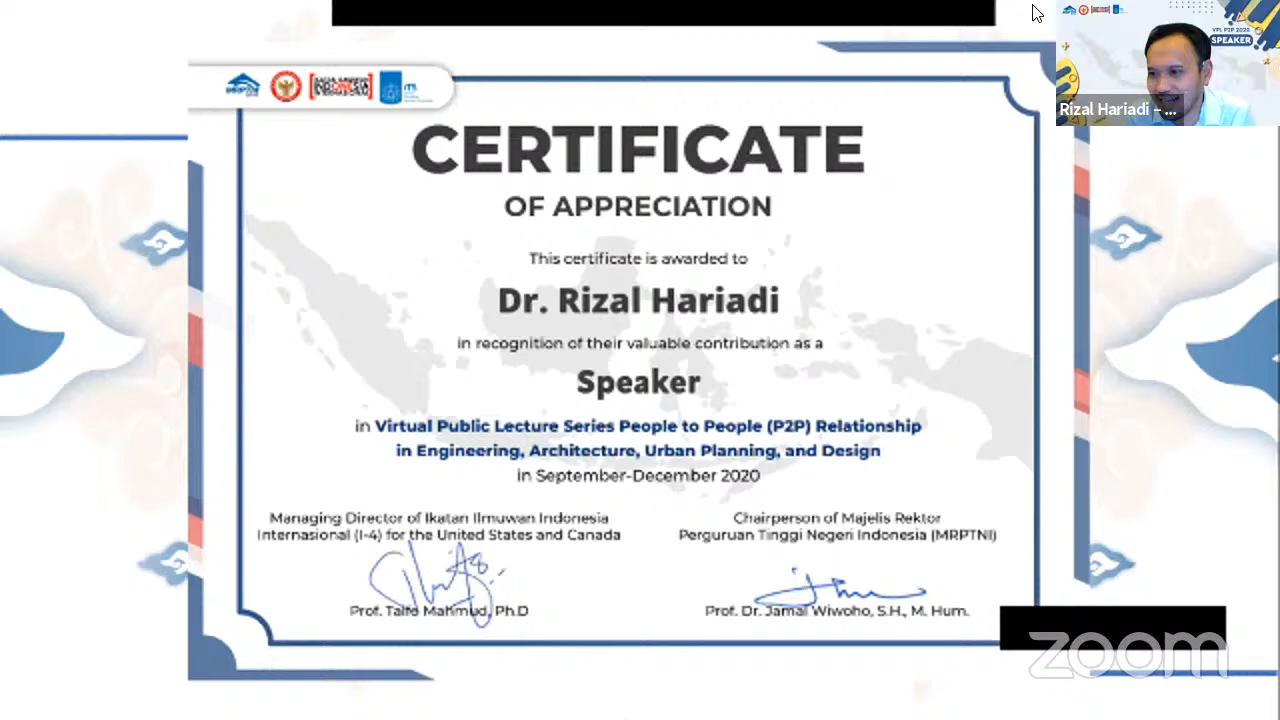 VPL P2P 2020
SPEAKER
Rizal Hariadi – ...
ITS
CERTIFICATE
OF APPRECIATION
This certificate is awarded to
Dr. Rizal Hariadi
in recognition of their valuable contribution as a
Speaker
in Virtual Public Lecture Series People to People (P2P) Relationship
in Engineering, Architecture, Urban Planning, and Design
in September-December 2020
Managing Director of Ikatan Ilmuwan Indonesia
Internasional (I-4) for the United States and Canada
Prof. Taifo Mahmud, Ph.D
Chairperson of Majelis Rektor
Perguruan Tinggi Negeri Indonesia (MRPTNI)
Prof. Dr. Jamal Wiwoho, S.H., M. Hum.
zoom